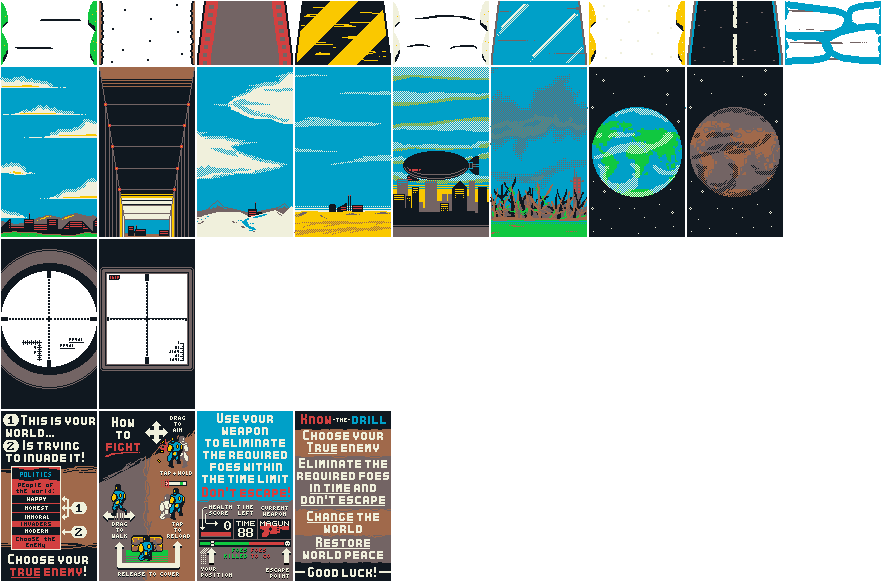 1 THIS IS YOUR
WORLD...
2 IS TRYING
TO INVADE IT!
POLITICS
PEOPLE OF
THE WORLD:
HAPPY
HONEST
IMMORAL
INVADERS
MODERN
CHOOSE THE
ENEMY
1
2
CHOOSE YOUR
TRUE ENEMY!
HOW
TO
FIGHT
DRAG
TO
AIM
TAP+HOLD
DRAG
TO
WALK
TAP
TO
RELOAD
RELEASE TO COVER
USE YOUR
WEAPON
TO ELIMINATE
THE REQUIRED
FOES WITHIN
THE TIME LIMIT
DON'T ESCAPE!
HEALTH
SCORE
TIME
LEFT
CURRENT
WEAPON
0
TIME
88
MAGUN
FOES
KILLED
FOES
TO GO
YOUR
POSITION
ESCAPE
POINT
KNOW-THE-DRILL
CHOOSE YOUR
TRUE ENEMY
ELIMINATE THE
REQUIRED FOES
IN TIME AND
DON'T ESCAPE
CHANGE THE
WORLD
RESTORE
WORLD PEACE
GOOD LUCK!